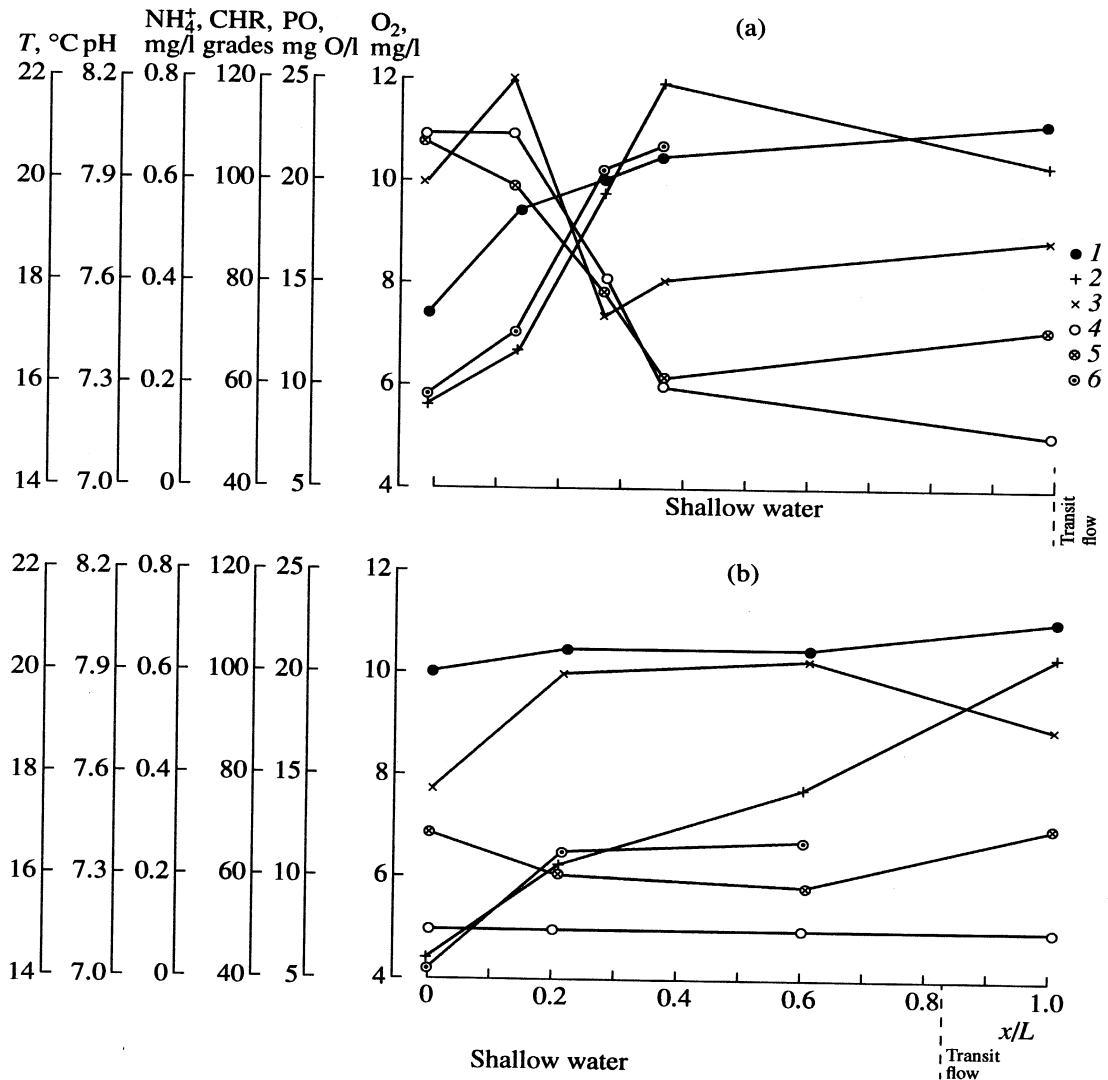 (a)
T, °C pH NH4+, mg/l CHR, grades PO, mg O/l O2, mg/l
22 8.2 0.8 120 25 12
20 7.9 0.6 100 20 10
18 7.6 0.4 80 15 8
16 7.3 0.2 60 10 6
14 7.0 0 40 5 4
1
2
3
4
5
6
Shallow water
Transit
flow
(b)
22 8.2 0.8 120 25 12
20 7.9 0.6 100 20 10
18 7.6 0.4 80 15 8
16 7.3 0.2 60 10 6
14 7.0 0 40 5 4
0 0.2 0.4 0.6 0.8 1.0
x/L
Shallow water
Transit
flow